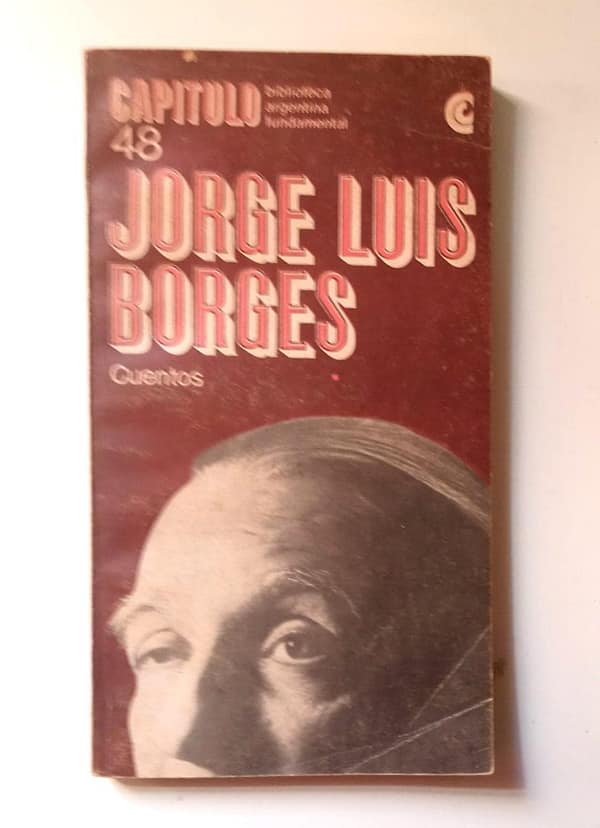 CAPITULO
biblioteca
argentina
fundamental
48
JORGE LUIS
BORGES
Cuentos